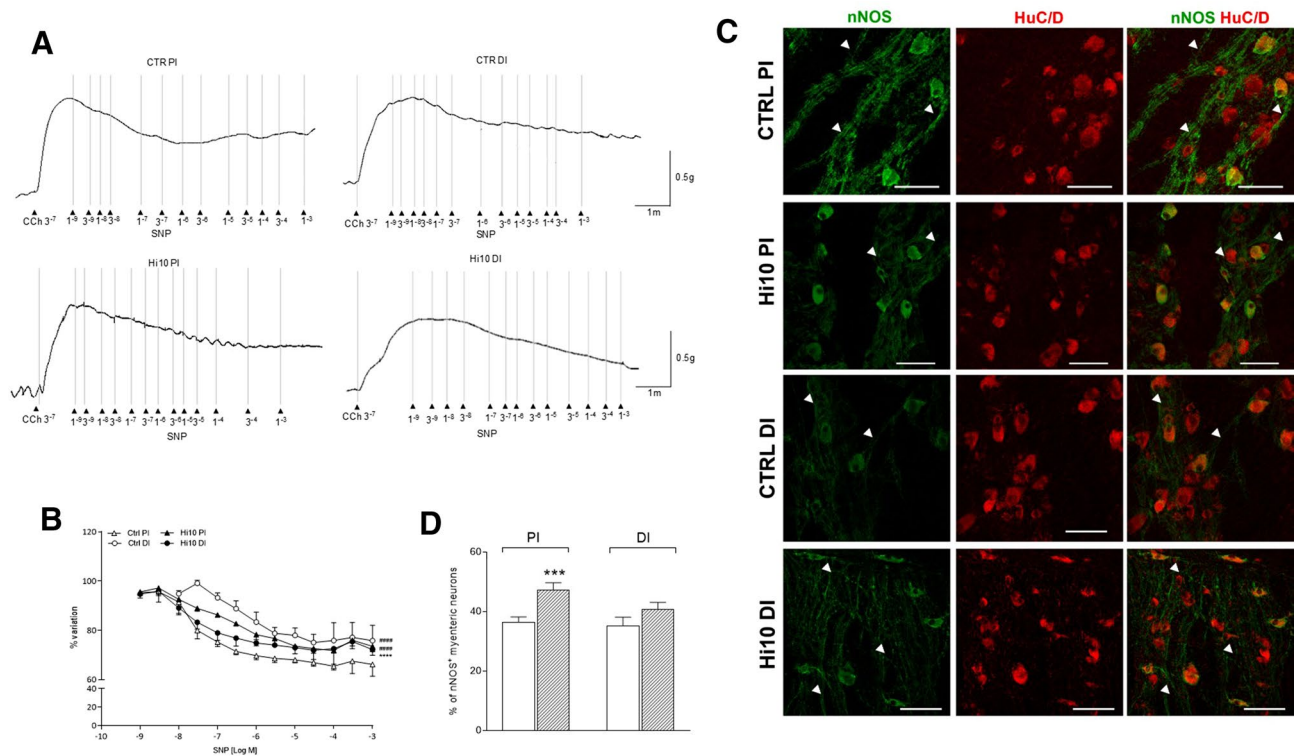 A
CTR PI
CCh 3-7 1-9 3-9 1-8 3-8 1-7 3-7 1-6 3-6 1-5 3-5 1-4 3-4 1-3
SNP
CTR DI
CCh 3-7 1-9 3-9 1-8 3-8 1-7 3-7 1-6 3-6 1-5 3-5 1-4 3-4 1-3
SNP
0.5g
1m
Hi10 PI
CCh 3-7 1-9 3-9 1-8 3-8 1-7 3-7 1-6 3-6 1-5 3-5 1-4 3-4 1-3
SNP
Hi10 DI
CCh 3-7 1-9 3-9 1-8 3-8 1-7 3-7 1-6 3-6 1-5 3-5 1-4 3-4 1-3
SNP
0.5g
1m
B
Ctrl PI
Hi10 PI
Ctrl DI
Hi10 DI
% variation
120
100
80
60
40
20
0
####
####
****
-10 -9 -8 -7 -6 -5 -4 -3
SNP [Log M]
D
PI DI
***
% of nNOS+ myenteric neurons
60
40
20
0
C
nNOS HuC/D nNOS HuC/D
CTRL PI
Hi10 PI
CTRL DI
Hi10 DI